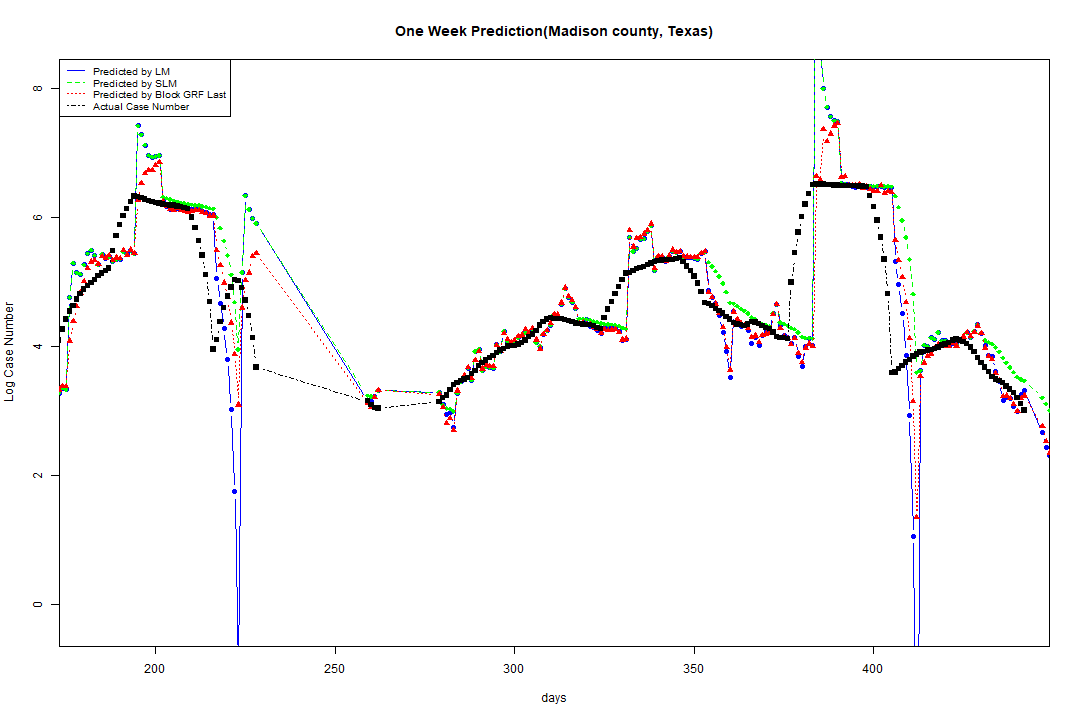 One Week Prediction(Madison county, Texas)
Predicted by LM
Predicted by SLM
Predicted by Block GRF Last
Actual Case Number
8
6
4
2
0
Log Case Number
200 250 300 350 400
days